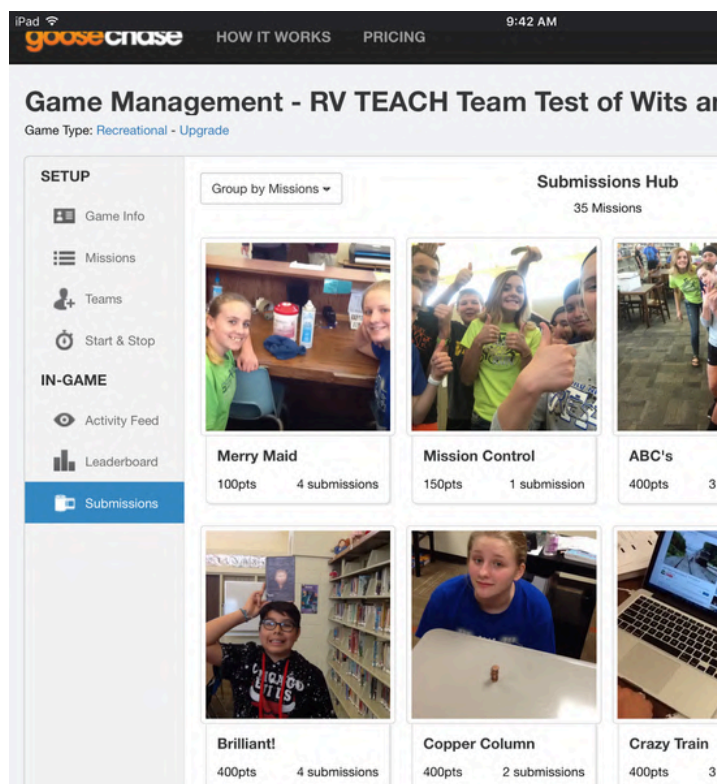 iPad
9:42 AM
goosechase HOW IT WORKS PRICING
Game Management - RV TEACH Team Test of Wits
Game Type: Recreational - Upgrade
SETUP
Game Info
Missions
Teams
Start & Stop
IN-GAME
Activity Feed
Leaderboard
Submissions
Group by Missions
Submissions Hub
35 Missions
Merry Maid
100pts 4 submissions
Mission Control
150pts 1 submission
ABC's
400pts 3
Brilliant!
400pts 4 submissions
Copper Column
400pts 2 submissions
Crazy Train
400pts 3